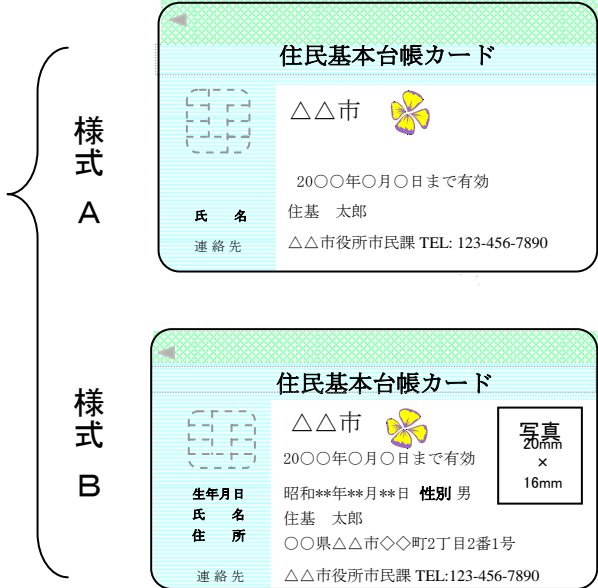 様式A
住民基本台帳カード
△△市
20○○年○月○日まで有効
氏 名 住基 太郎
連絡先 △△市役所市民課 TEL: 123-456-7890
様式B
住民基本台帳カード
△△市
写真
20mm
×
16mm
20○○年○月○日まで有効
生年月日 昭和**年**月**日 性別 男
氏 名 住基 太郎
住 所 ○○県△△市◇◇町2丁目2番1号
連絡先 △△市役所市民課 TEL:123-456-7890